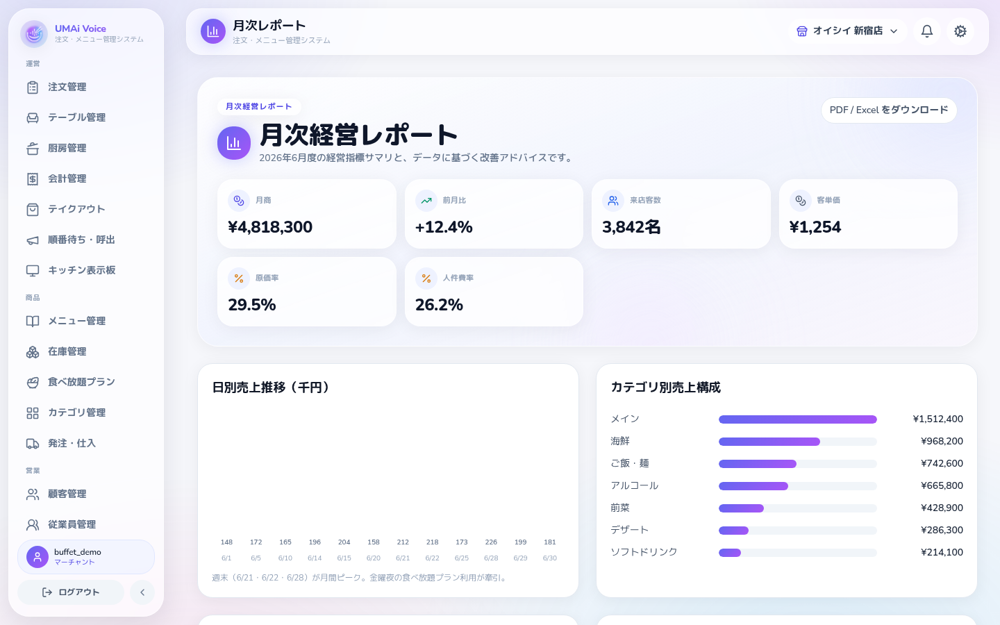 UMAi Voice
注文・メニュー管理システム
運営
注文管理
テーブル管理
厨房管理
会計管理
テイクアウト
順番待ち・呼出
キッチン表示板
商品
メニュー管理
在庫管理
食べ放題プラン
カテゴリ管理
発注・仕入
営業
顧客管理
従業員管理
buffet_demo
マーチャント
ログアウト
月次レポート
注文・メニュー管理システム
オイシイ 新宿店
月次経営レポート
PDF / Excel をダウンロード
月次経営レポート
2026年6月度の経営指標サマリと、データに基づく改善アドバイスです。
月商
¥4,818,300
前月比
+12.4%
来店客数
3,842名
客単価
¥1,254
原価率
29.5%
人件費率
26.2%
日別売上推移（千円）
148 172 165 196 204 158 212 218 173 226 199 181
6/1 6/5 6/10 6/14 6/15 6/20 6/21 6/22 6/25 6/28 6/29 6/30
週末（6/21・6/22・6/28）が月間ピーク。金曜夜の食べ放題プラン利用が牽引。
カテゴリ別売上構成
メイン ¥1,512,400
海鮮 ¥968,200
ご飯・麺 ¥742,600
アルコール ¥665,800
前菜 ¥428,900
デザート ¥286,300
ソフトドリンク ¥214,100